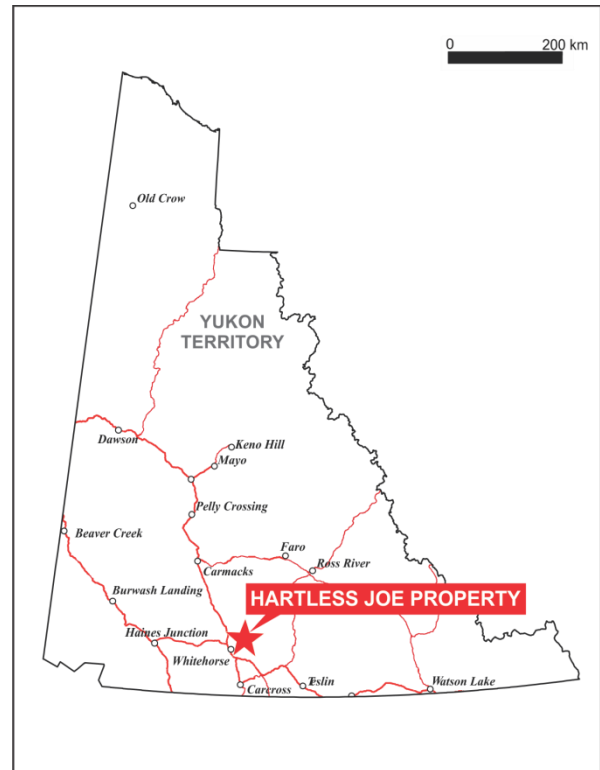 0 200 km
Old Crow
YUKON
TERRITORY
Dawson
Keno Hill
Mayo
Pelly Crossing
Beaver Creek
Faro
Ross River
Carmacks
Burwash Landing
HARTLESS JOE PROPERTY
Haines Junction
Whitehorse
Carcross
Teslin
Watson Lake